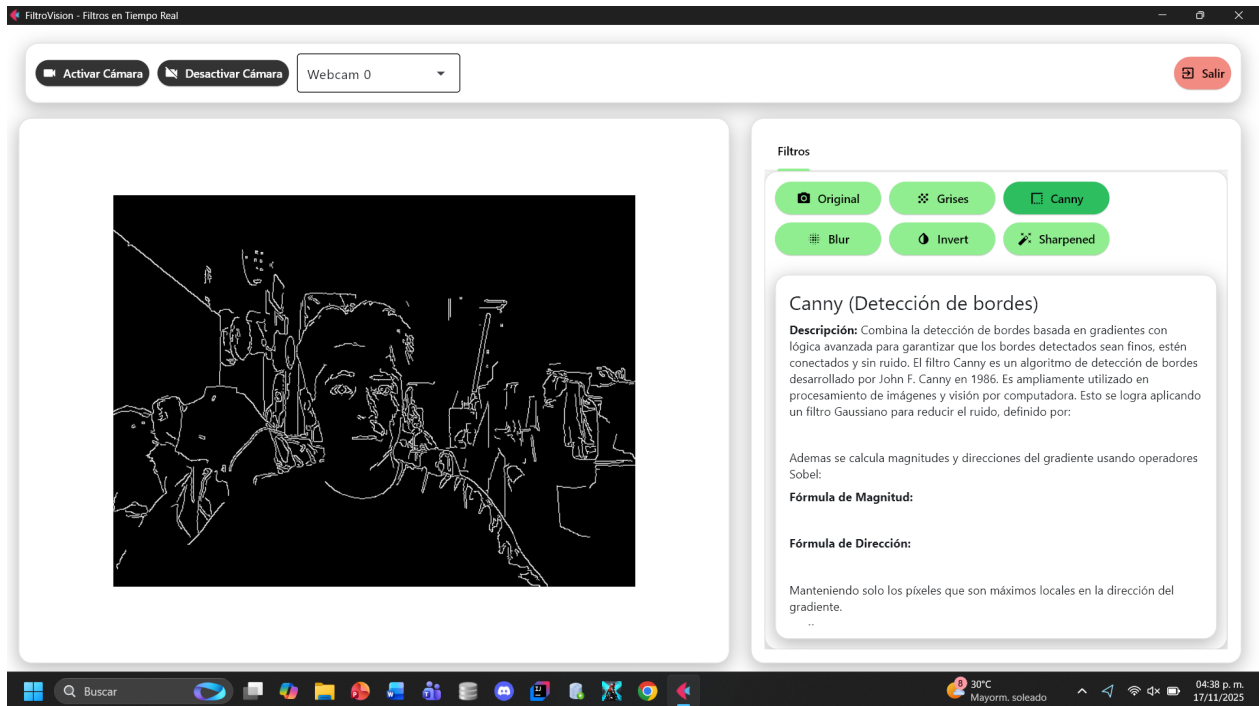 FiltroVision - Filtros en Tiempo Real
Activar Cámara
Desactivar Cámara
Webcam 0
Salir
Filtros
Original
Grises
Canny
Blur
Invert
Sharpened
Canny (Detección de bordes)
Descripción: Combina la detección de bordes basada en gradientes con
lógica avanzada para garantizar que los bordes detectados sean finos, estén
conectados y sin ruido. El filtro Canny es un algoritmo de detección de bordes
desarrollado por John F. Canny en 1986. Es ampliamente utilizado en
procesamiento de imágenes y visión por computadora. Esto se logra aplicando
un filtro Gaussiano para reducir el ruido, definido por:
Ademas se calcula magnitudes y direcciones del gradiente usando operadores
Sobel:
Fórmula de Magnitud:
Fórmula de Dirección:
Manteniendo solo los píxeles que son máximos locales en la dirección del
gradiente.
Buscar
8
30°C
Mayorm. soleado
04:38 p. m.
17/11/2025